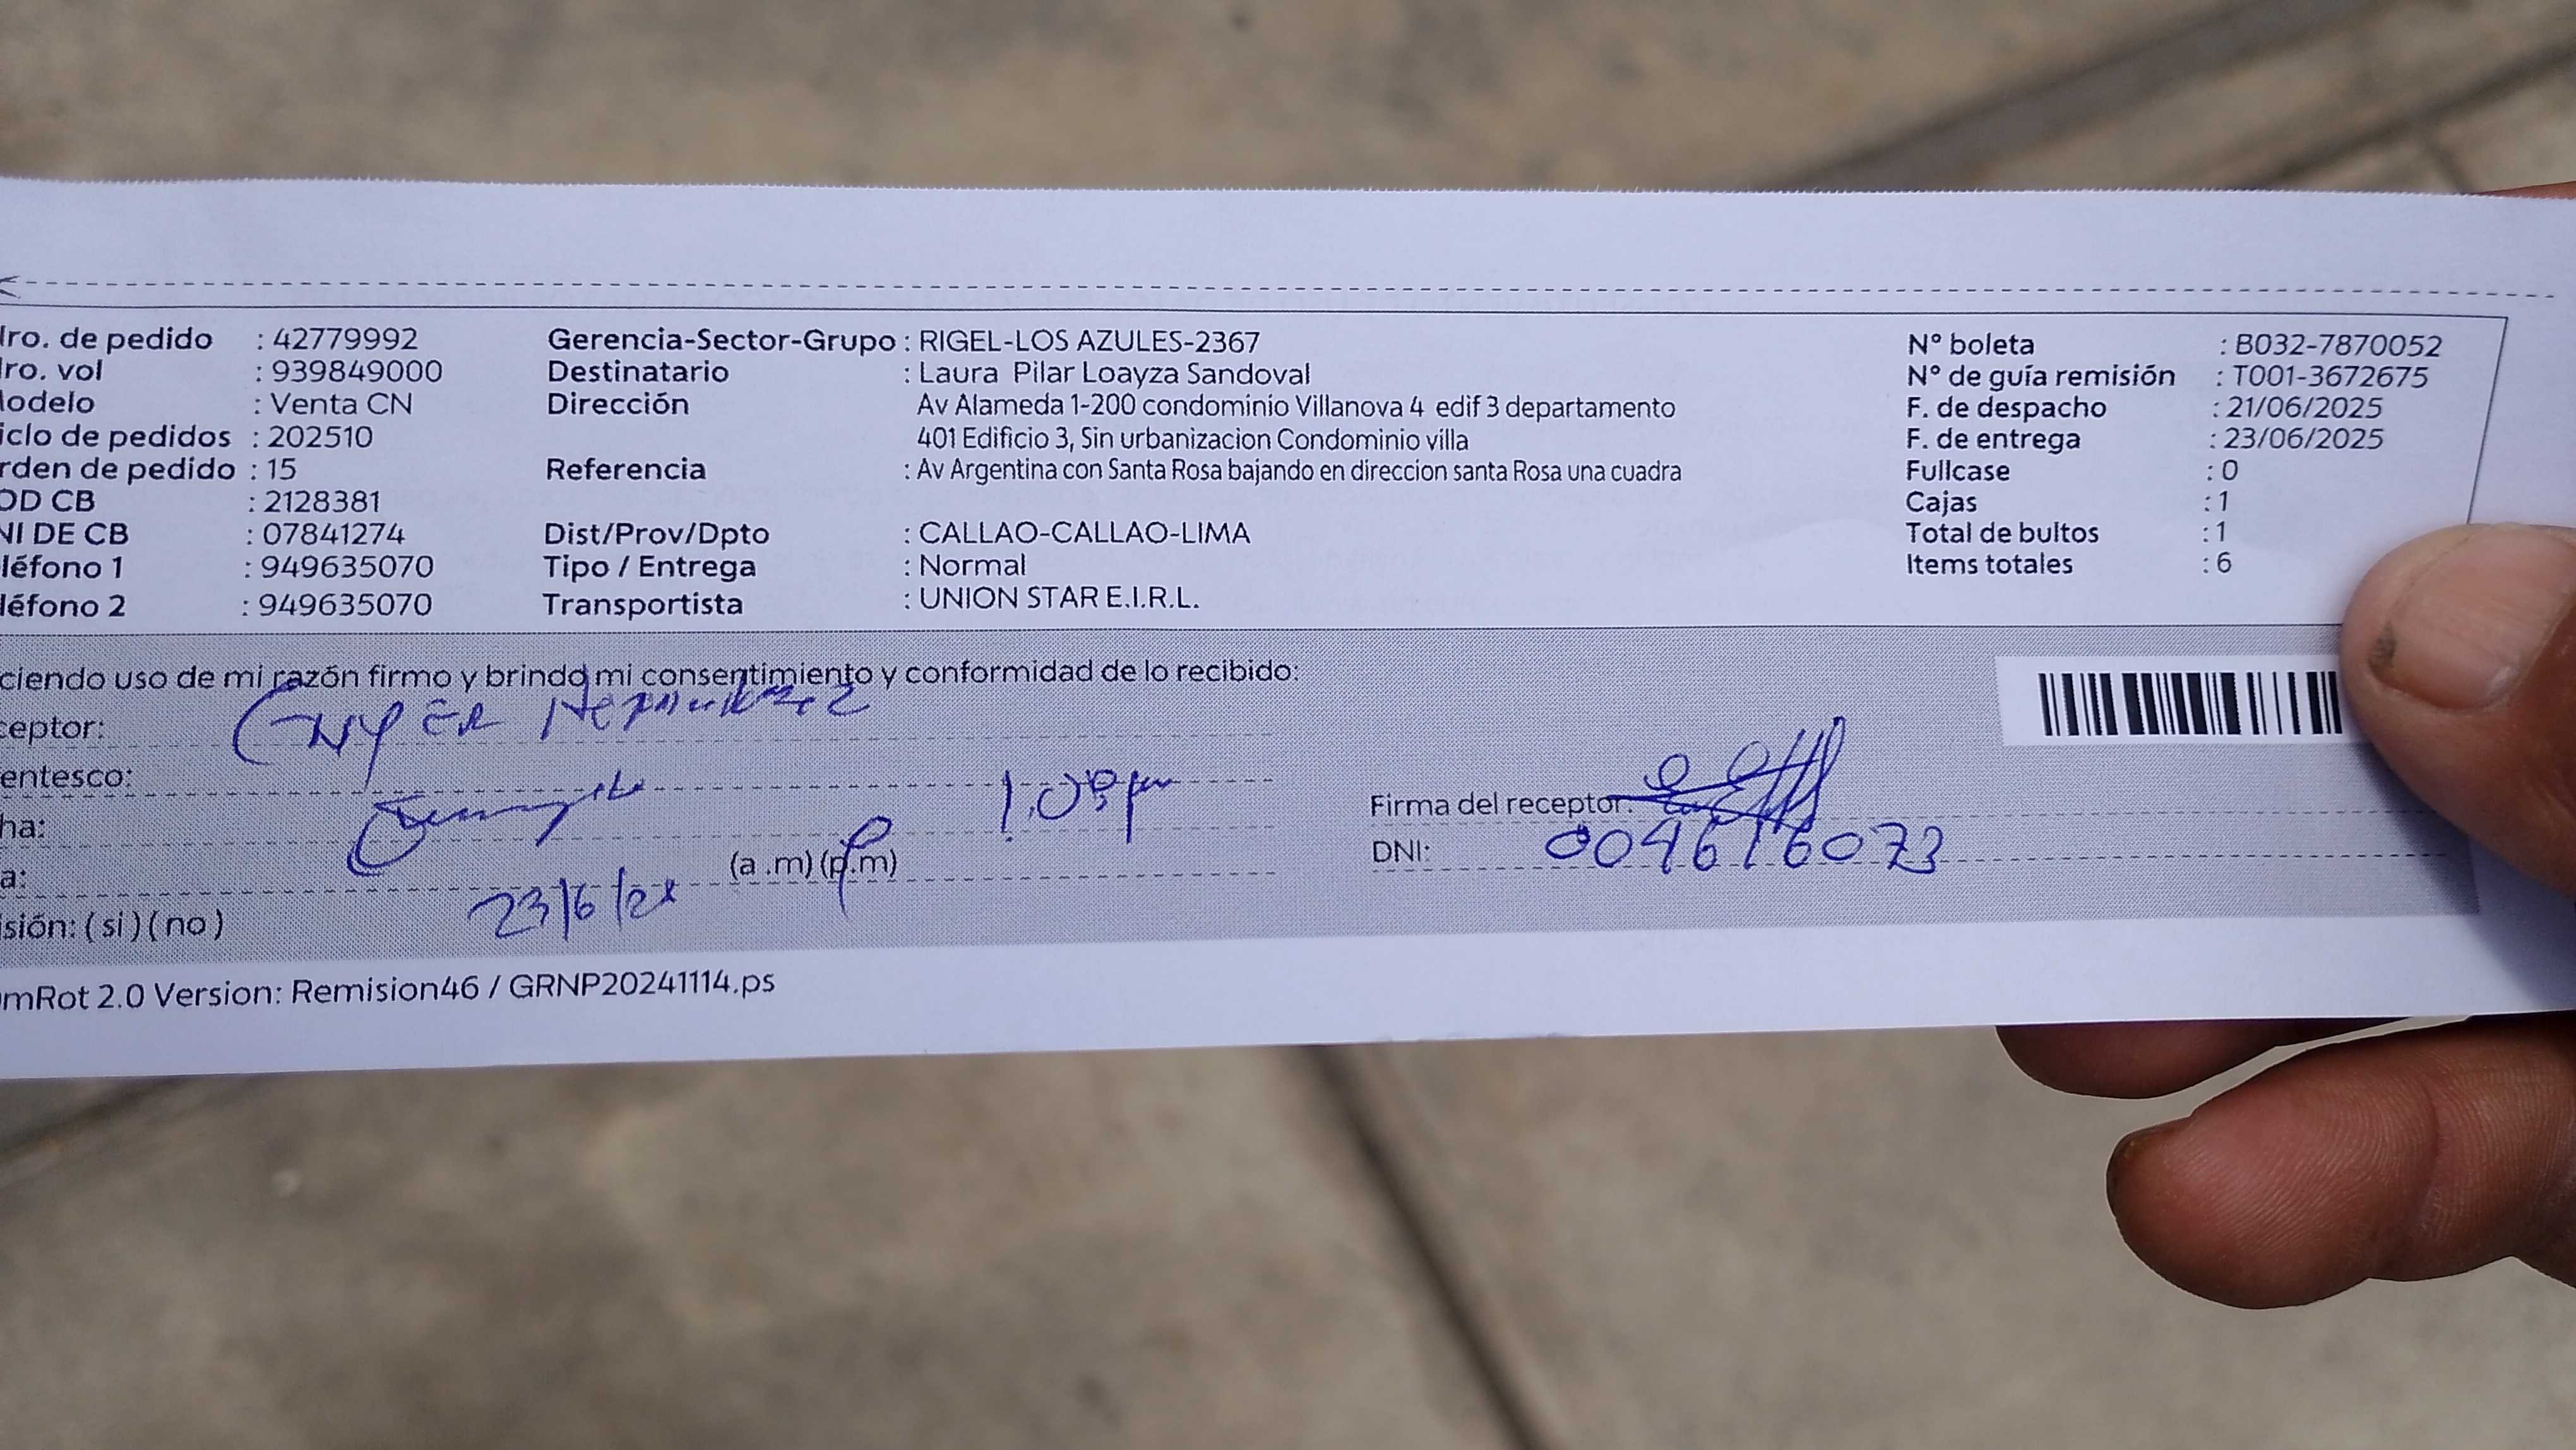 ro. de pedido : 42779992 Gerencia-Sector-Grupo : RIGEL-LOS AZULES-2367 N° boleta : B032-7870052
ro. vol : 939849000 Destinatario : Laura Pilar Loayza Sandoval N° de guía remisión : T001-3672675
odelo : Venta CN Dirección Av Alameda 1-200 condominio Villanova 4 edif 3 departamento F. de despacho : 21/06/2025
iclo de pedidos : 202510 401 Edificio 3, Sin urbanizacion Condominio villa F. de entrega : 23/06/2025
rden de pedido : 15 Referencia : Av Argentina con Santa Rosa bajando en direccion santa Rosa una cuadra Fullcase : 0
OD CB : 2128381 Cajas : 1
NI DE CB : 07841274 Dist/Prov/Dpto : CALLAO-CALLAO-LIMA Total de bultos : 1
léfono 1 : 949635070 Tipo / Entrega : Normal Items totales : 6
léfono 2 : 949635070 Transportista : UNION STAR E.I.R.L.
ciendo uso de mi razón firmo y brindo mi consentimiento y conformidad de lo recibido:
ceptor:
entesco: 1.08 pm
ha: Firma del receptor:
a: 23/6/2 (a .m) (p.m) DNI: 004616073
sión: ( si ) ( no )
mRot 2.0 Version: Remision46 / GRNP20241114.ps